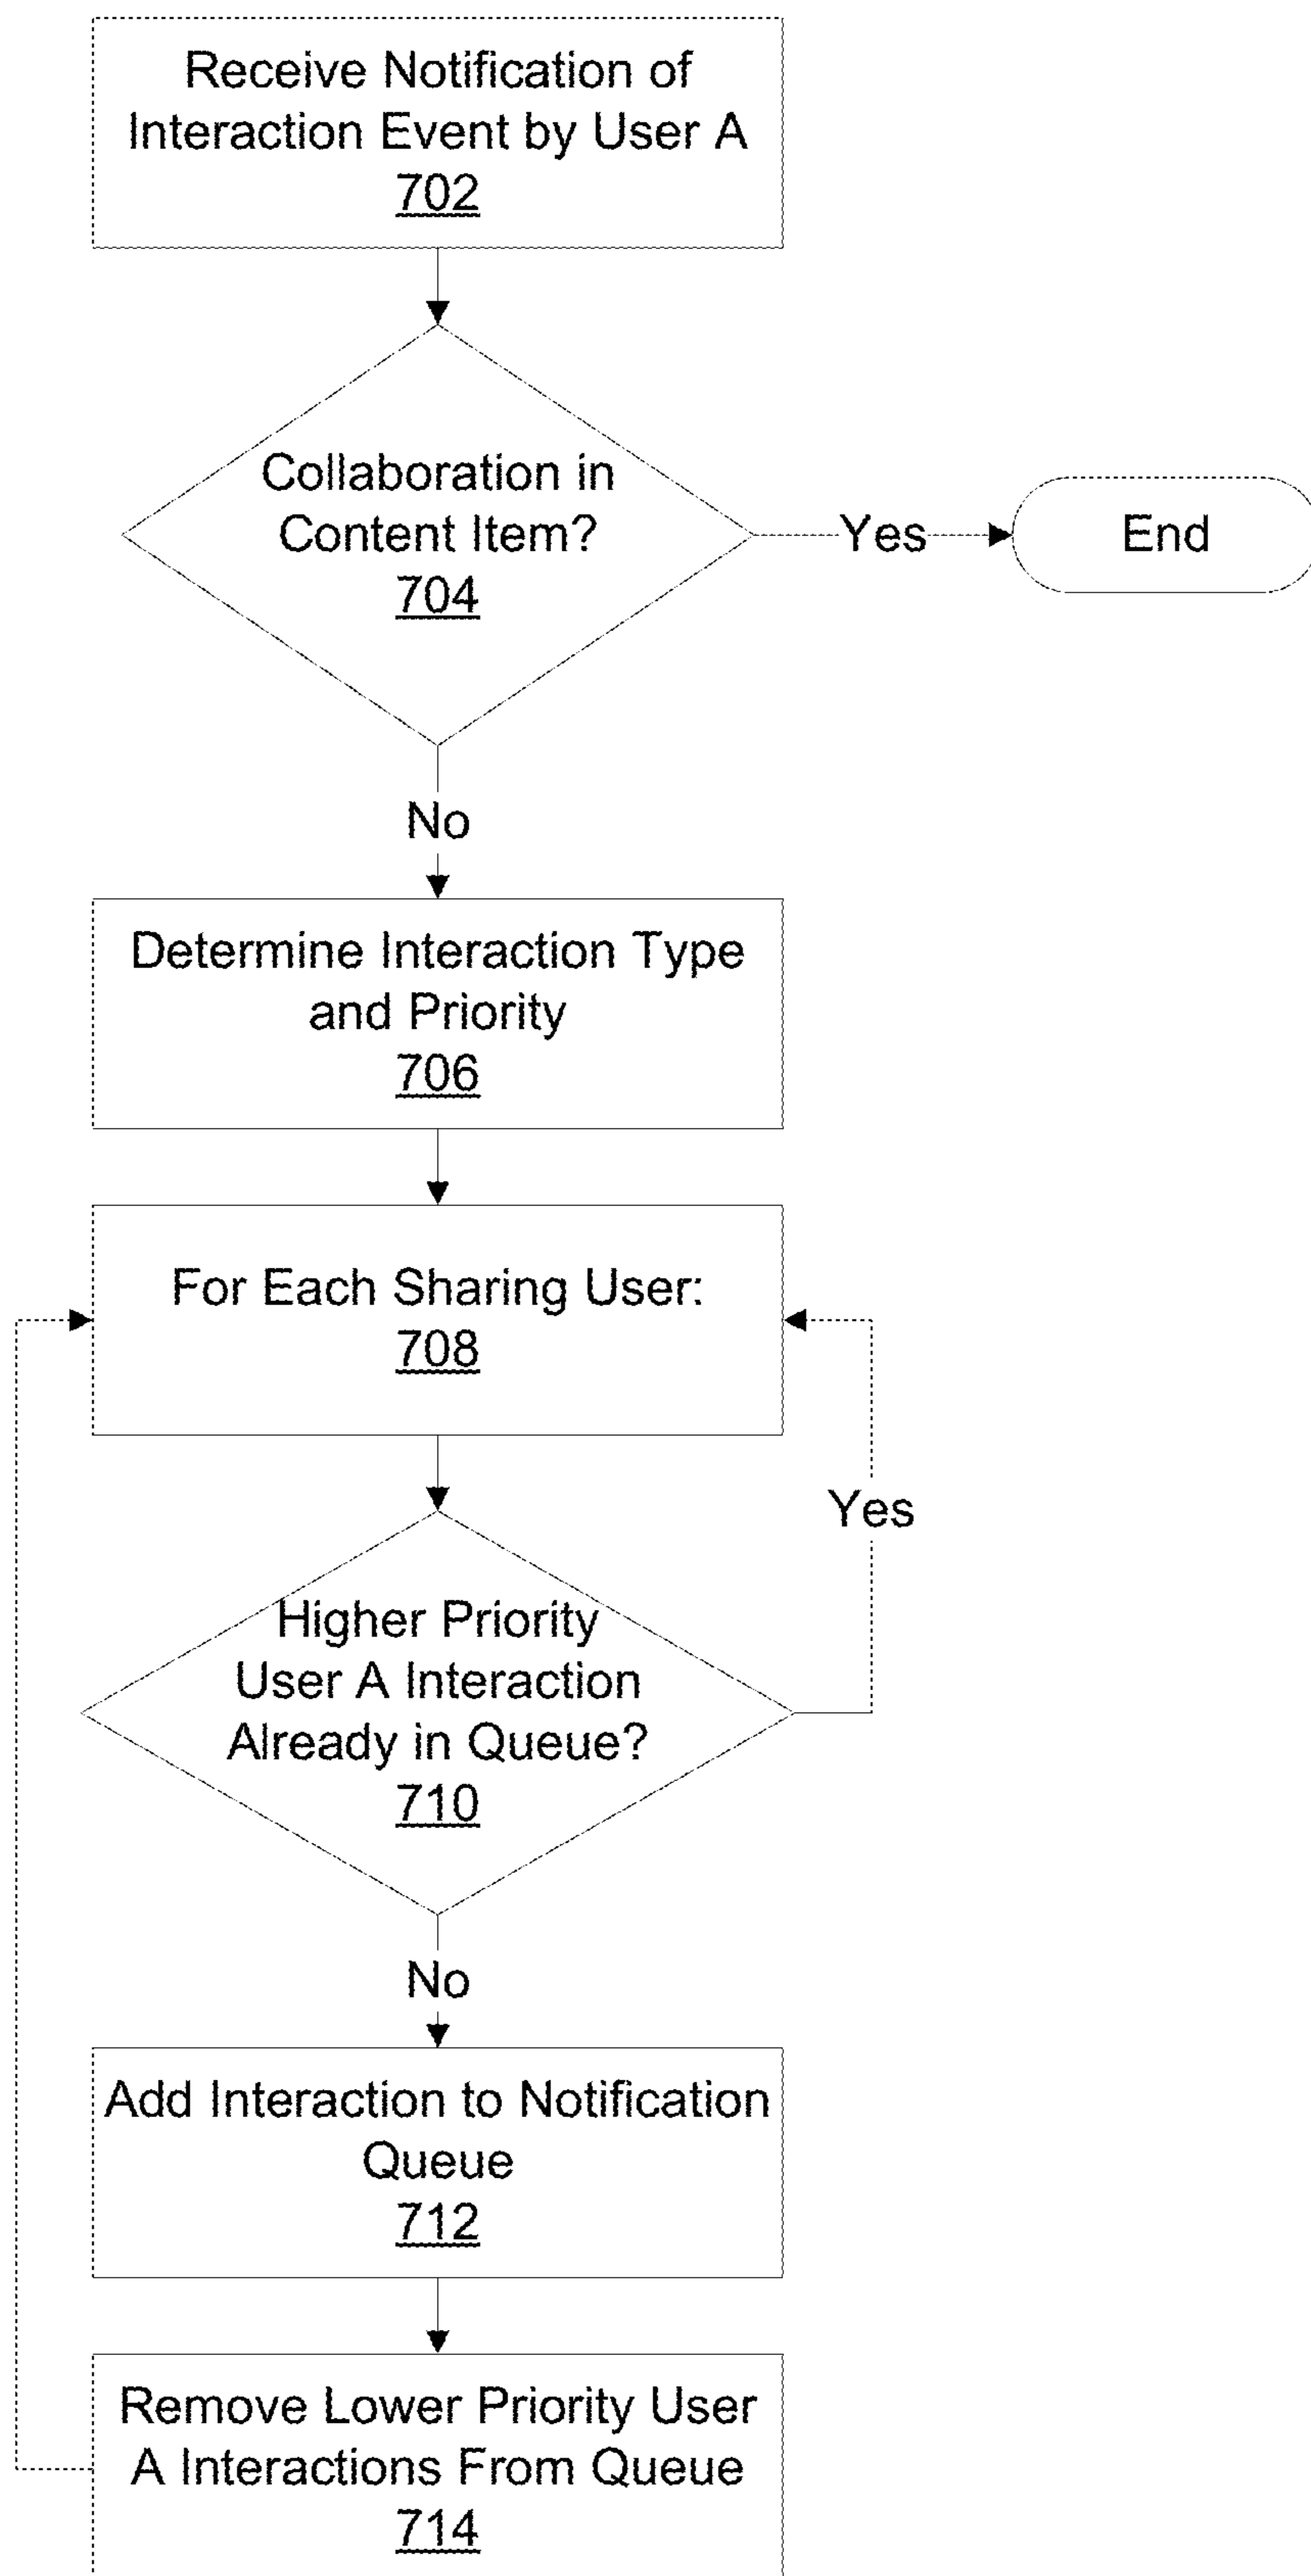 Receive Notification of
Interaction Event by User A
702
Collaboration in
Content Item?
704
Yes
End
No
Determine Interaction Type
and Priority
706
For Each Sharing User:
708
Yes
Higher Priority
User A Interaction
Already in Queue?
710
No
Add Interaction to Notification
Queue
712
Remove Lower Priority User
A Interactions From Queue
714